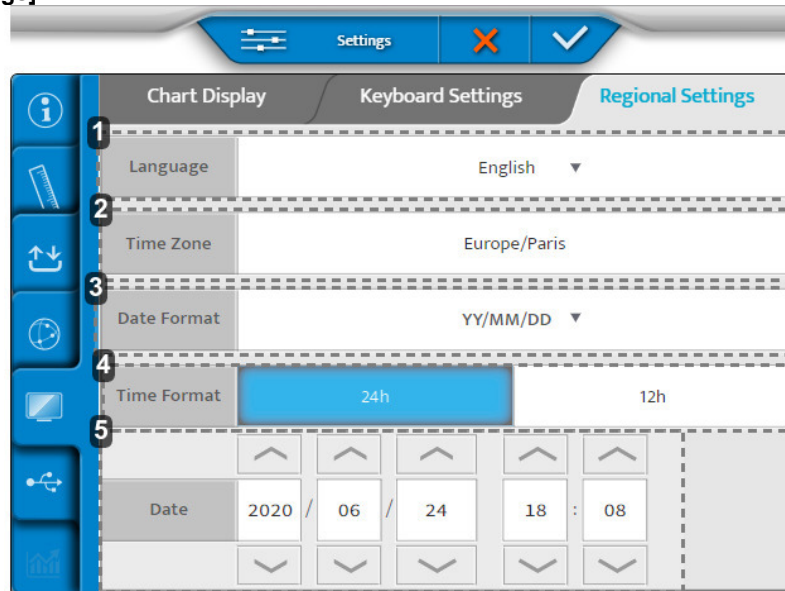 Settings
Chart Display Keyboard Settings Regional Settings
1
Language English
2
Time Zone Europe/Paris
3
Date Format YY/MM/DD
4
Time Format 24h 12h
5
Date 2020 / 06 / 24 18 : 08